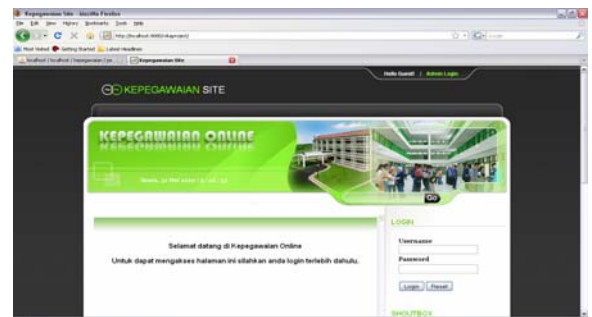 Kepegawaian Site - Mozilla Firefox
File Edit View History Bookmarks Tools Help
Most Visited Getting Started Latest Headlines
Kepegawaian Site
Hello Guest! | Admin Login
KEPEGAWAIAN SITE
KEPEGAWAIAN ONLINE
Go
LOGIN
Selamat datang di Kepegawaian Online
Untuk dapat mengakses halaman ini silahkan anda login terlebih dahulu.
Username
Password
Login Reset
SHOUTBOX